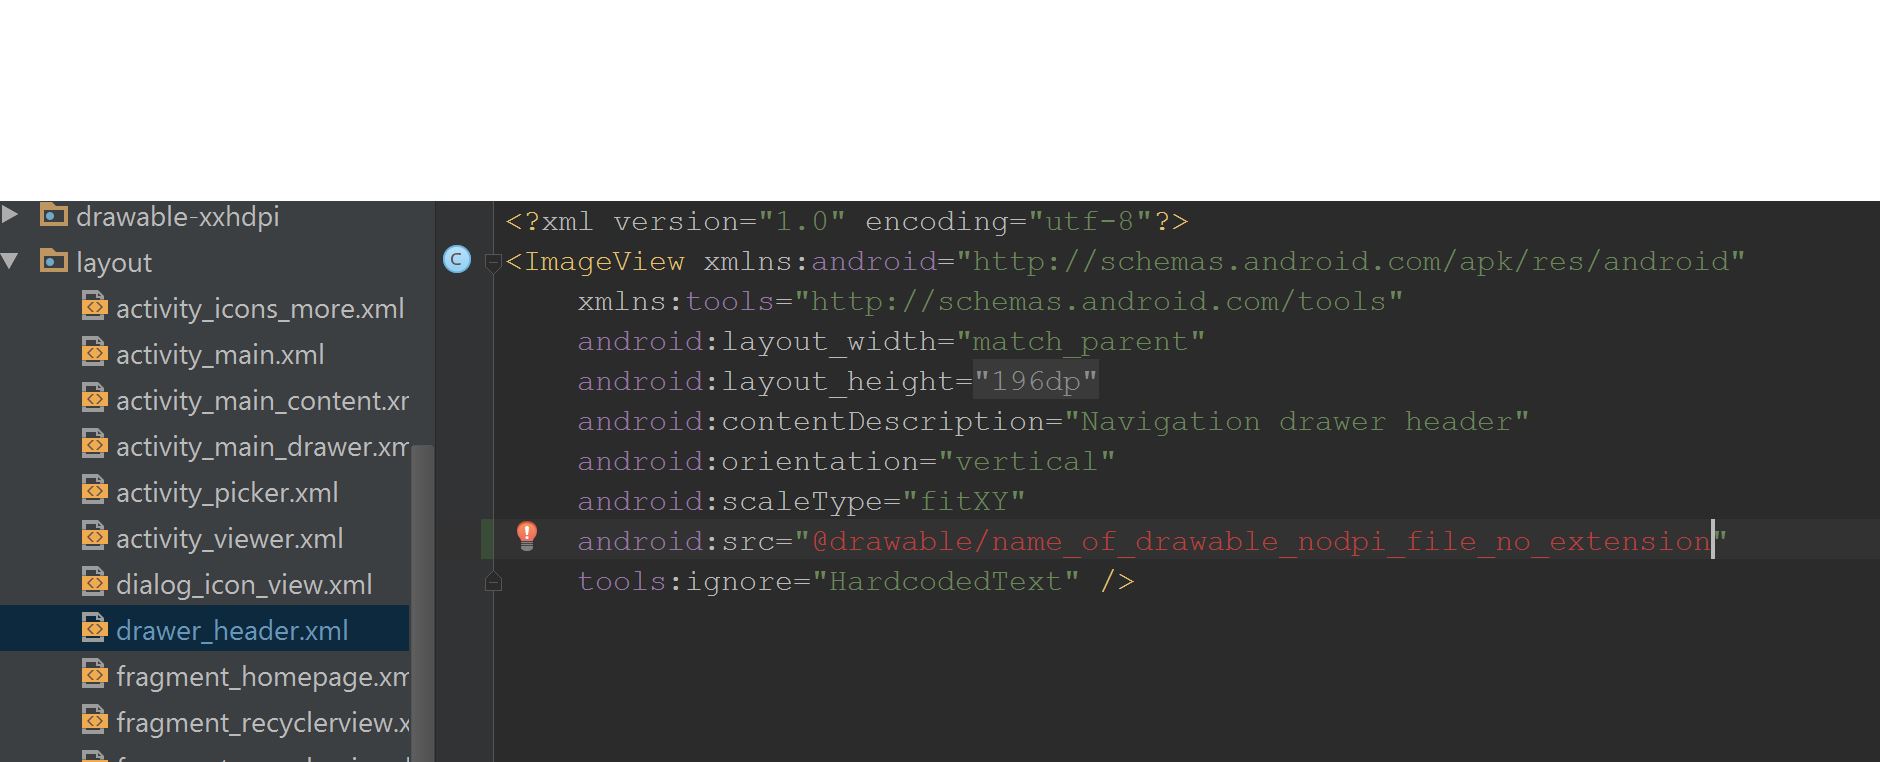 drawable-xxhdpi
layout
activity_icons_more.xml
activity_main.xml
activity_main_content.xr
activity_main_drawer.xm
activity_picker.xml
activity_viewer.xml
dialog_icon_view.xml
drawer_header.xml
fragment_homepage.xm
fragment_recyclerview.x
C
<?xml version="1.0" encoding="utf-8"?>
<ImageView xmlns:android="http://schemas.android.com/apk/res/android"
xmlns:tools="http://schemas.android.com/tools"
android:layout_width="match_parent"
android:layout_height="196dp"
android:contentDescription="Navigation drawer header"
android:orientation="vertical"
android:scaleType="fitXY"
android:src="@drawable/name_of_drawable_nodpi_file_no_extension"
tools:ignore="HardcodedText" />